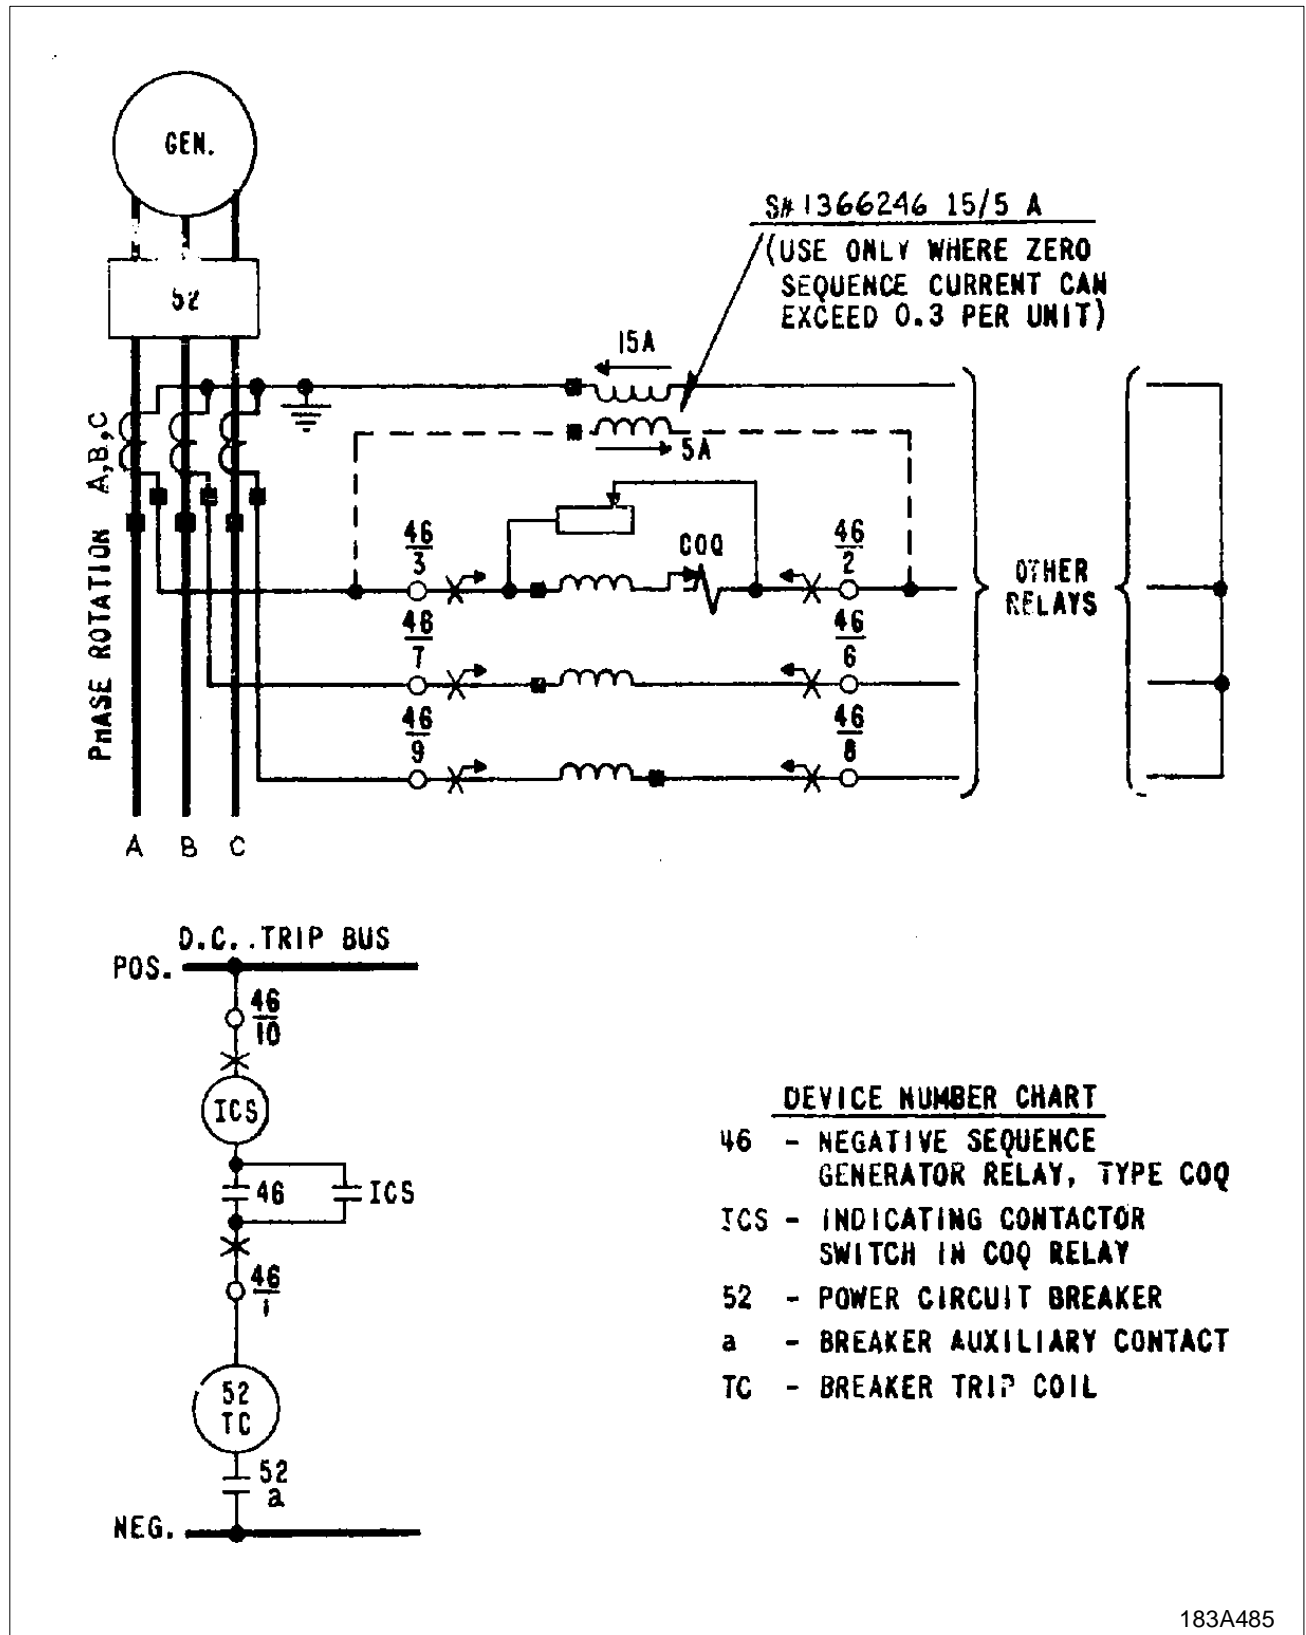 GEN.
52
S# 1366246 15/5 A
(USE ONLY WHERE ZERO
SEQUENCE CURRENT CAN
EXCEED 0.3 PER UNIT)
15A
5A
PHASE ROTATION A,B,C
46
3
COQ
46
2
46
7
46
6
46
9
46
8
OTHER
RELAYS
A B C
D.C. TRIP BUS
POS.
46
10
ICS
46
ICS
46
1
52
TC
52
a
NEG.
DEVICE NUMBER CHART
46 - NEGATIVE SEQUENCE
GENERATOR RELAY, TYPE COQ
ICS - INDICATING CONTACTOR
SWITCH IN COQ RELAY
52 - POWER CIRCUIT BREAKER
a - BREAKER AUXILIARY CONTACT
TC - BREAKER TRIP COIL
183A485